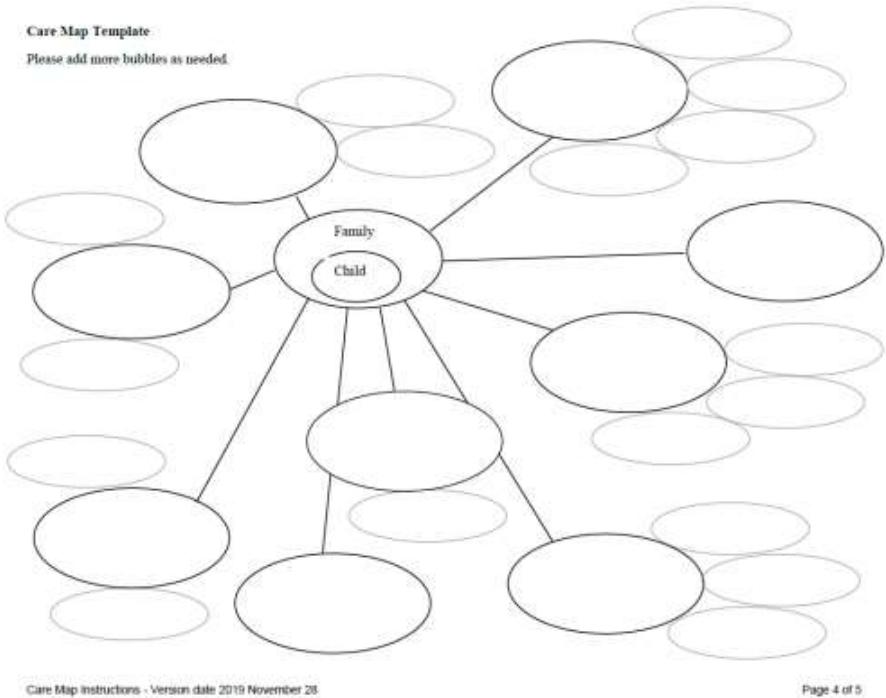 Care Map Template
Please add more bubbles as needed.
Family
Child
Care Map Instructions - Version date 2019 November 28
Page 4 of 5